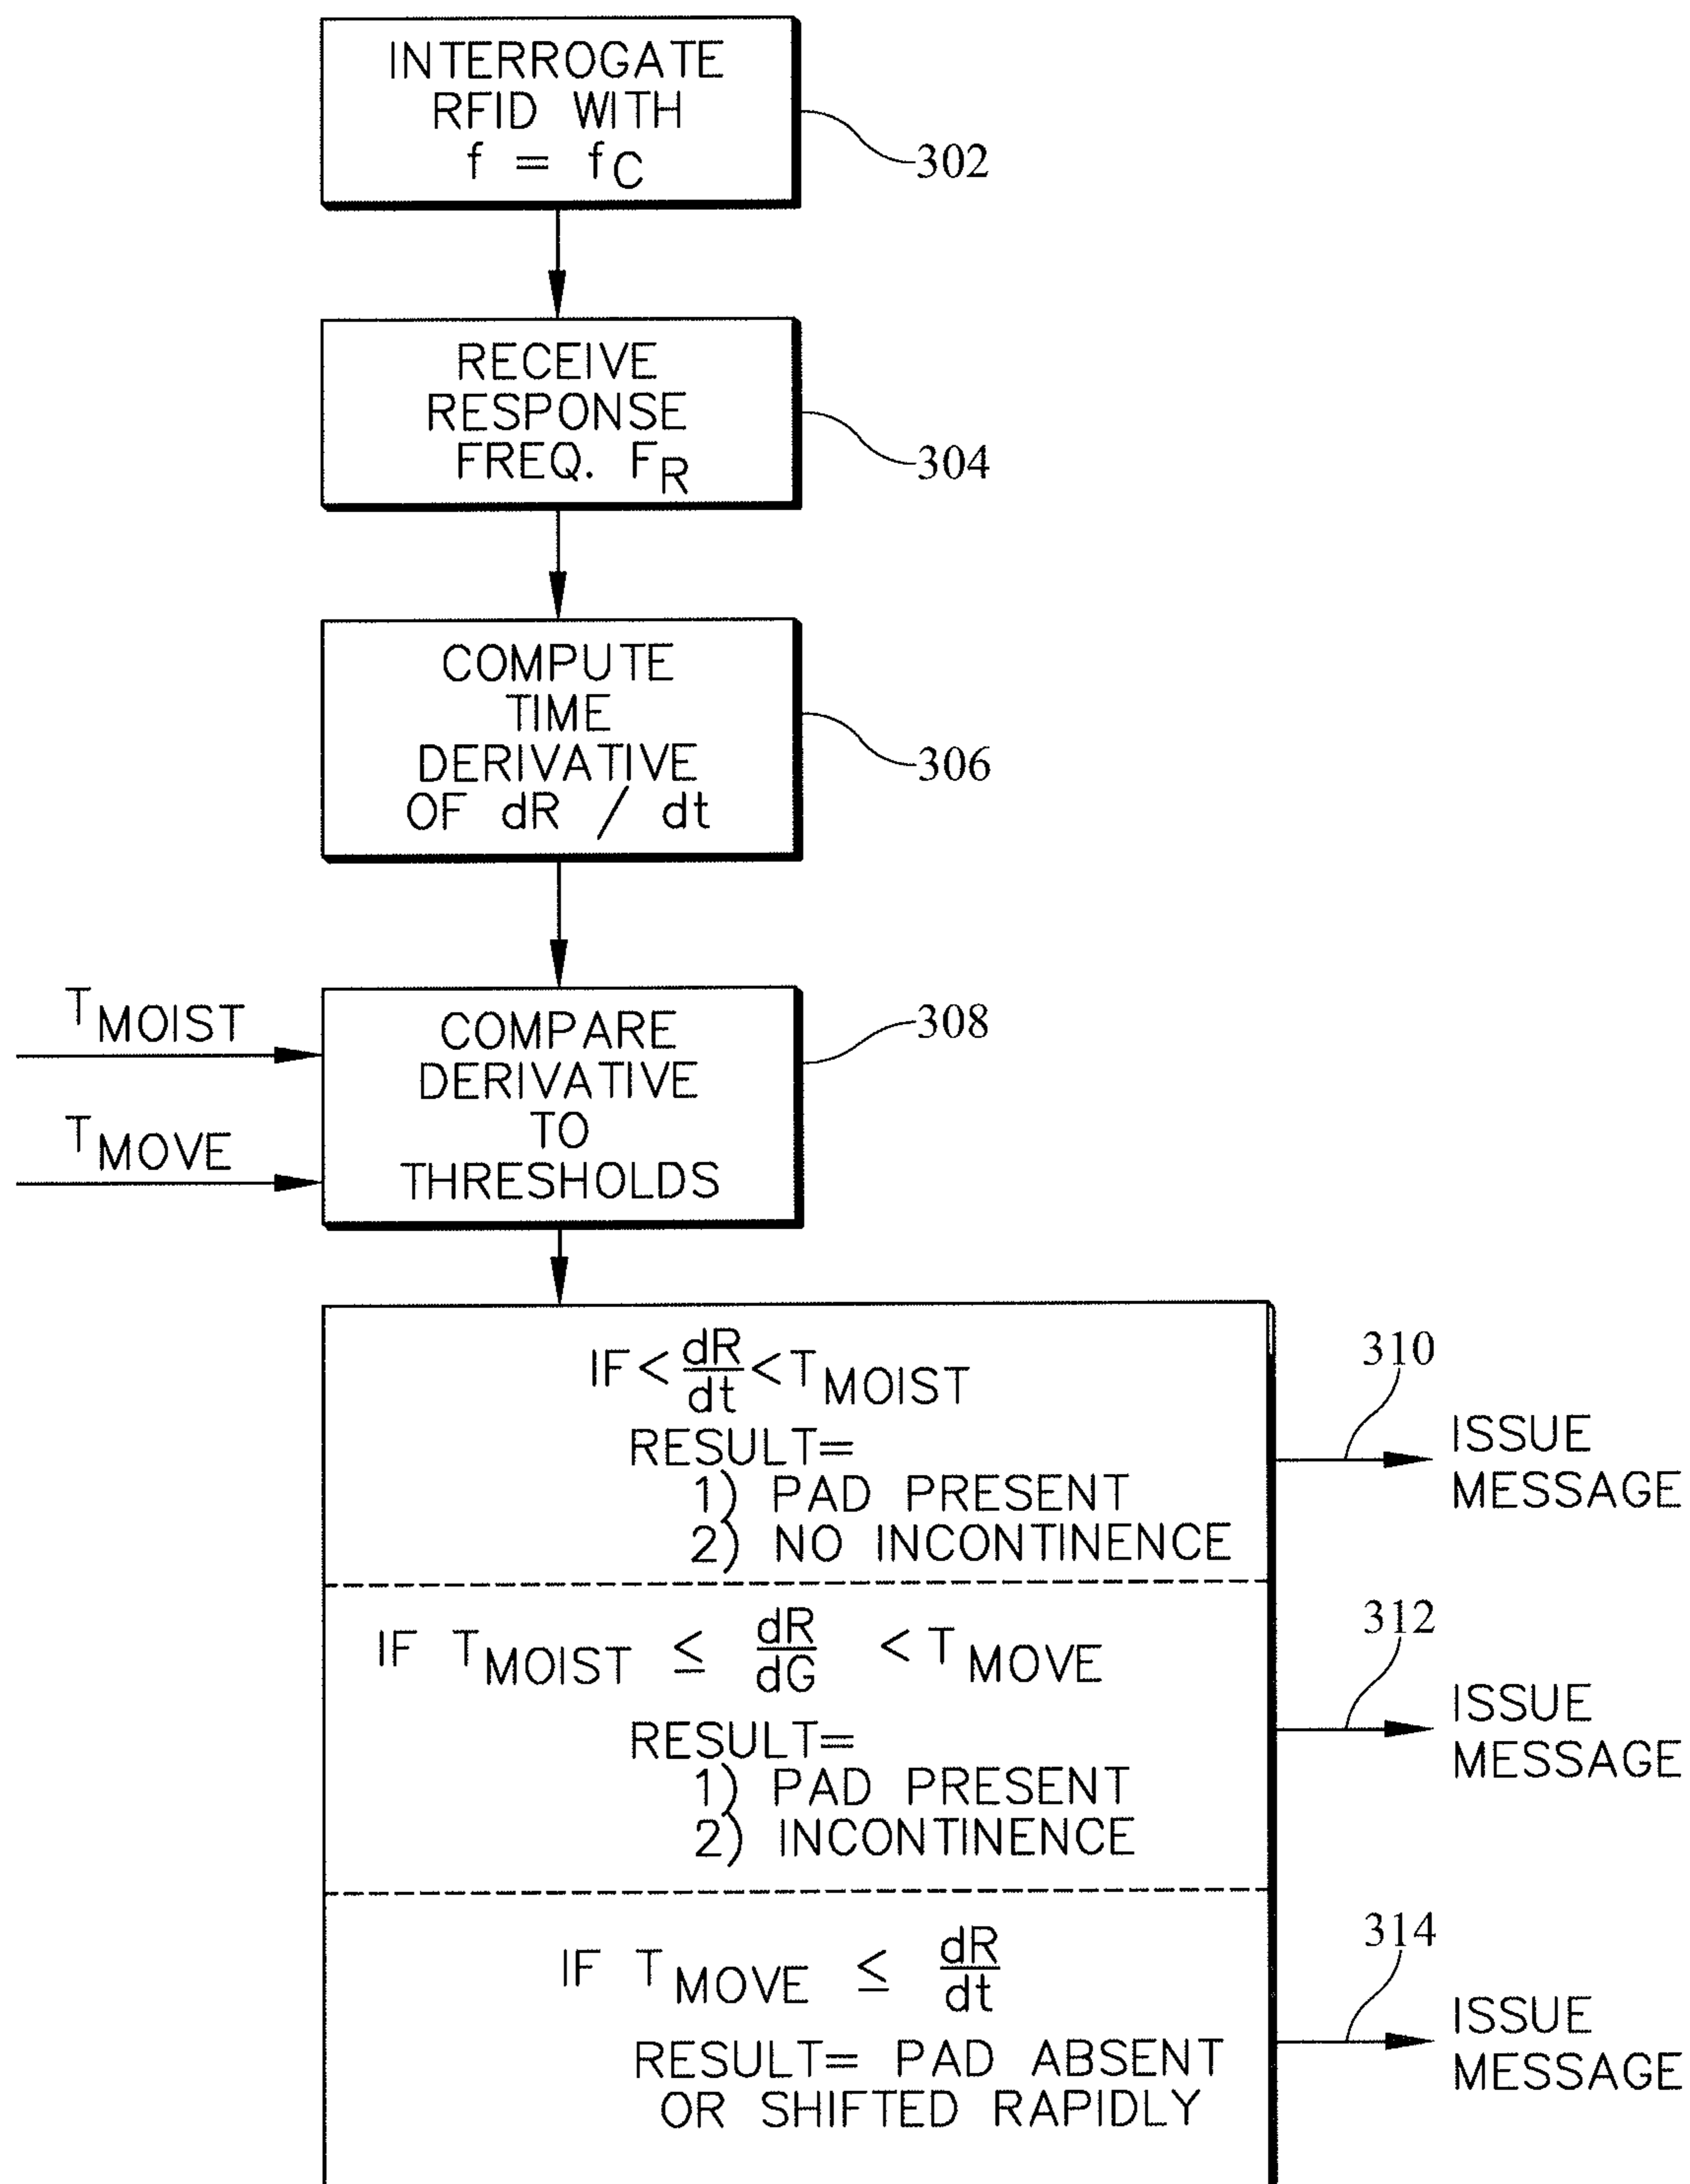 INTERROGATE
RFID WITH
f = fC
302
RECEIVE
RESPONSE
FREQ. FR
304
COMPUTE
TIME
DERIVATIVE
OF dR / dt
306
TMOIST
TMOVE
COMPARE
DERIVATIVE
TO
THRESHOLDS
308
IF < dR/dt < TMOIST
RESULT=
1) PAD PRESENT
2) NO INCONTINENCE
310
ISSUE
MESSAGE
IF TMOIST ≤ dR/dG < TMOVE
RESULT=
1) PAD PRESENT
2) INCONTINENCE
312
ISSUE
MESSAGE
IF TMOVE ≤ dR/dt
RESULT= PAD ABSENT
OR SHIFTED RAPIDLY
314
ISSUE
MESSAGE